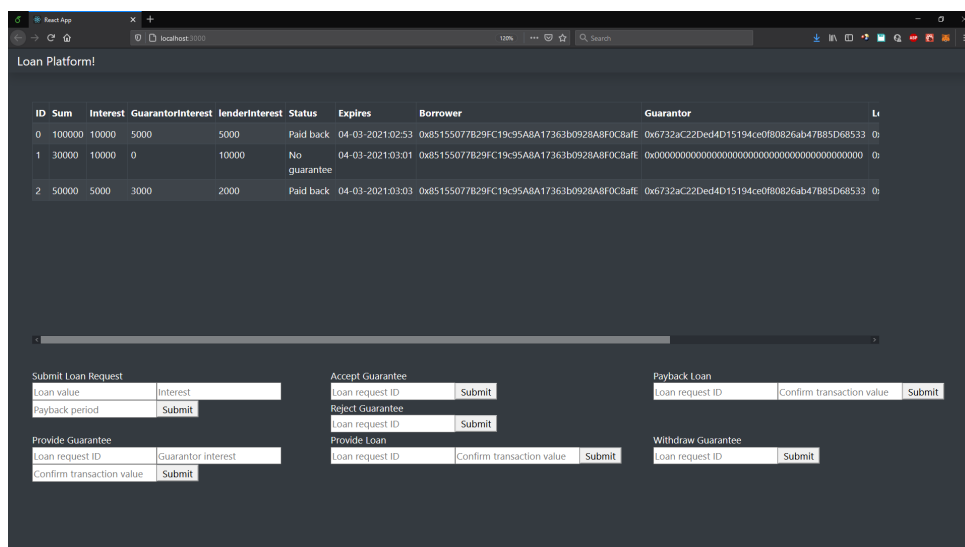 React App
localhost:3000
120%
Search
Loan Platform!
ID Sum Interest GuarantorInterest lenderInterest Status Expires Borrower Guarantor
0 100000 10000 5000 5000 Paid back 04-03-2021:02:53 0x85155077B29FC19c95A8A17363b0928A8F0C8afE 0x6732aC22Ded4D15194ce0f80826ab47B85D68533
1 30000 10000 0 10000 No guarantee 04-03-2021:03:01 0x85155077B29FC19c95A8A17363b0928A8F0C8afE 0x0000000000000000000000000000000000000000
2 50000 5000 3000 2000 Paid back 04-03-2021:03:03 0x85155077B29FC19c95A8A17363b0928A8F0C8afE 0x6732aC22Ded4D15194ce0f80826ab47B85D68533
Submit Loan Request
Loan value Interest
Payback period Submit
Provide Guarantee
Loan request ID Guarantor interest
Confirm transaction value Submit
Accept Guarantee
Loan request ID Submit
Reject Guarantee
Loan request ID Submit
Provide Loan
Loan request ID Confirm transaction value Submit
Payback Loan
Loan request ID Confirm transaction value Submit
Withdraw Guarantee
Loan request ID Submit